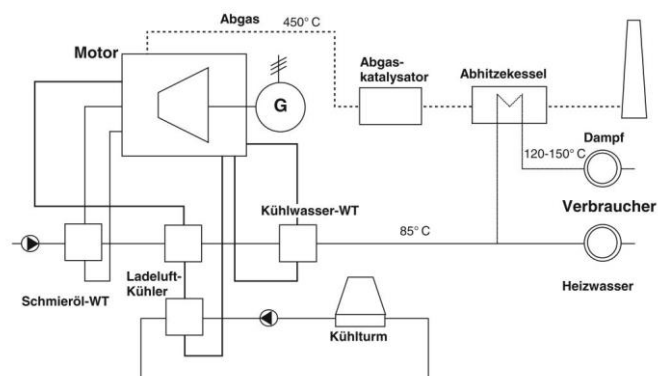 Abgas
450° C
Motor
Abgas-
katalysator
Abhitzekessel
G
Dampf
120-150° C
Verbraucher
Kühlwasser-WT
85° C
Ladeluft-
Kühler
Schmieröl-WT
Heizwasser
Kühlturm